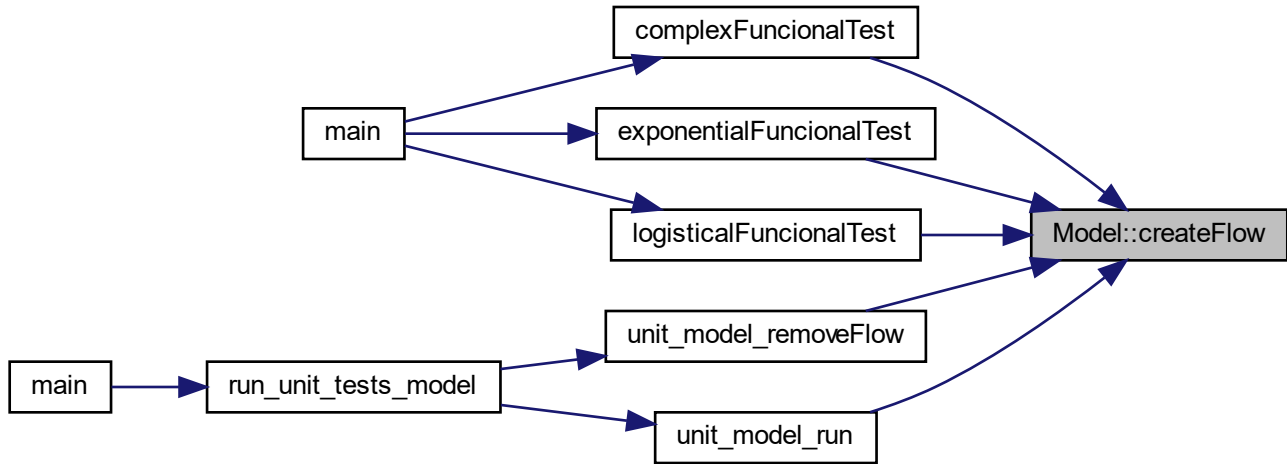 complexFuncionalTest
main
exponentialFuncionalTest
logisticalFuncionalTest
Model::createFlow
unit_model_removeFlow
main
run_unit_tests_model
unit_model_run